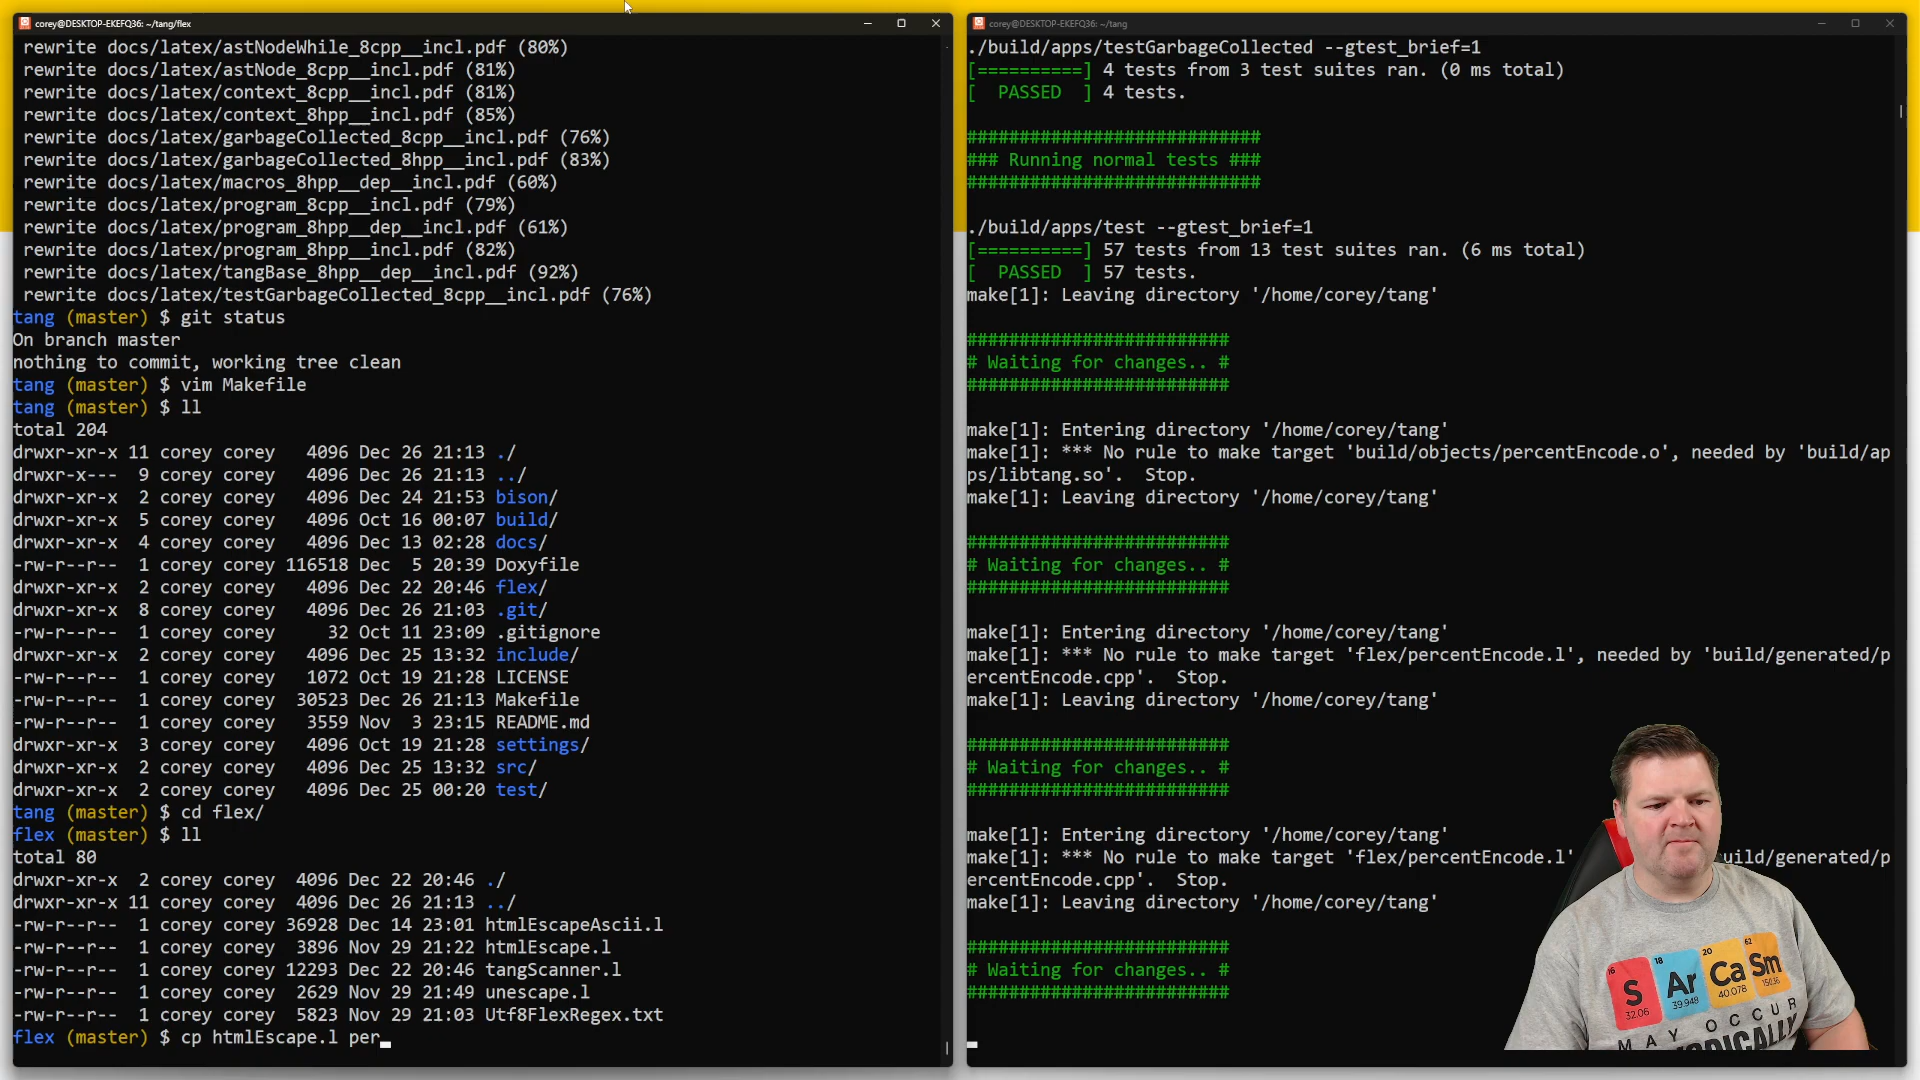 corey@DESKTOP-EKEFQ36: ~/tang/flex
rewrite docs/latex/astNodeWhile_8cpp__incl.pdf (80%)
rewrite docs/latex/astNode_8cpp__incl.pdf (81%)
rewrite docs/latex/context_8cpp__incl.pdf (81%)
rewrite docs/latex/context_8hpp__incl.pdf (85%)
rewrite docs/latex/garbageCollected_8cpp__incl.pdf (76%)
rewrite docs/latex/garbageCollected_8hpp__incl.pdf (83%)
rewrite docs/latex/macros_8hpp__dep__incl.pdf (60%)
rewrite docs/latex/program_8cpp__incl.pdf (79%)
rewrite docs/latex/program_8hpp__dep__incl.pdf (61%)
rewrite docs/latex/program_8hpp__incl.pdf (82%)
rewrite docs/latex/tangBase_8hpp__dep__incl.pdf (92%)
rewrite docs/latex/testGarbageCollected_8cpp__incl.pdf (76%)
tang (master) $ git status
On branch master
nothing to commit, working tree clean
tang (master) $ vim Makefile
tang (master) $ ll
total 204
drwxr-xr-x 11 corey corey   4096 Dec 26 21:13 ./
drwxr-x---  9 corey corey   4096 Dec 26 21:13 ../
drwxr-xr-x  2 corey corey   4096 Dec 24 21:53 bison/
drwxr-xr-x  5 corey corey   4096 Oct 16 00:07 build/
drwxr-xr-x  4 corey corey   4096 Dec 13 02:28 docs/
-rw-r--r--  1 corey corey 116518 Dec  5 20:39 Doxyfile
drwxr-xr-x  2 corey corey   4096 Dec 22 20:46 flex/
drwxr-xr-x  8 corey corey   4096 Dec 26 21:03 .git/
-rw-r--r--  1 corey corey     32 Oct 11 23:09 .gitignore
drwxr-xr-x  2 corey corey   4096 Dec 25 13:32 include/
-rw-r--r--  1 corey corey   1072 Oct 19 21:28 LICENSE
-rw-r--r--  1 corey corey  30523 Dec 26 21:13 Makefile
-rw-r--r--  1 corey corey   3559 Nov  3 23:15 README.md
drwxr-xr-x  3 corey corey   4096 Oct 19 21:28 settings/
drwxr-xr-x  2 corey corey   4096 Dec 25 13:32 src/
drwxr-xr-x  2 corey corey   4096 Dec 25 00:20 test/
tang (master) $ cd flex/
flex (master) $ ll
total 80
drwxr-xr-x  2 corey corey  4096 Dec 22 20:46 ./
drwxr-xr-x 11 corey corey  4096 Dec 26 21:13 ../
-rw-r--r--  1 corey corey 36928 Dec 14 23:01 htmlEscapeAscii.l
-rw-r--r--  1 corey corey  3896 Nov 29 21:22 htmlEscape.l
-rw-r--r--  1 corey corey 12293 Dec 22 20:46 tangScanner.l
-rw-r--r--  1 corey corey  2629 Nov 29 21:49 unescape.l
-rw-r--r--  1 corey corey  5823 Nov 29 21:03 Utf8FlexRegex.txt
flex (master) $ cp htmlEscape.l per
corey@DESKTOP-EKEFQ36: ~/tang
./build/apps/testGarbageCollected --gtest_brief=1
[==========] 4 tests from 3 test suites ran. (0 ms total)
[  PASSED  ] 4 tests.
############################
### Running normal tests ###
############################
./build/apps/test --gtest_brief=1
[==========] 57 tests from 13 test suites ran. (6 ms total)
[  PASSED  ] 57 tests.
make[1]: Leaving directory '/home/corey/tang'
#########################
# Waiting for changes.. #
#########################
make[1]: Entering directory '/home/corey/tang'
make[1]: *** No rule to make target 'build/objects/percentEncode.o', needed by 'build/ap
ps/libtang.so'.  Stop.
make[1]: Leaving directory '/home/corey/tang'
#########################
# Waiting for changes.. #
#########################
make[1]: Entering directory '/home/corey/tang'
make[1]: *** No rule to make target 'flex/percentEncode.l', needed by 'build/generated/p
ercentEncode.cpp'.  Stop.
make[1]: Leaving directory '/home/corey/tang'
#########################
# Waiting for changes.. #
#########################
make[1]: Entering directory '/home/corey/tang'
make[1]: *** No rule to make target 'flex/percentEncode.l' uild/generated/p
ercentEncode.cpp'.  Stop.
make[1]: Leaving directory '/home/corey/tang'
#########################
# Waiting for changes.. #
#########################
16 18 20 62
S Ar Ca Sm
32.06 39.948 40.078 150.36
MAY OCCUR